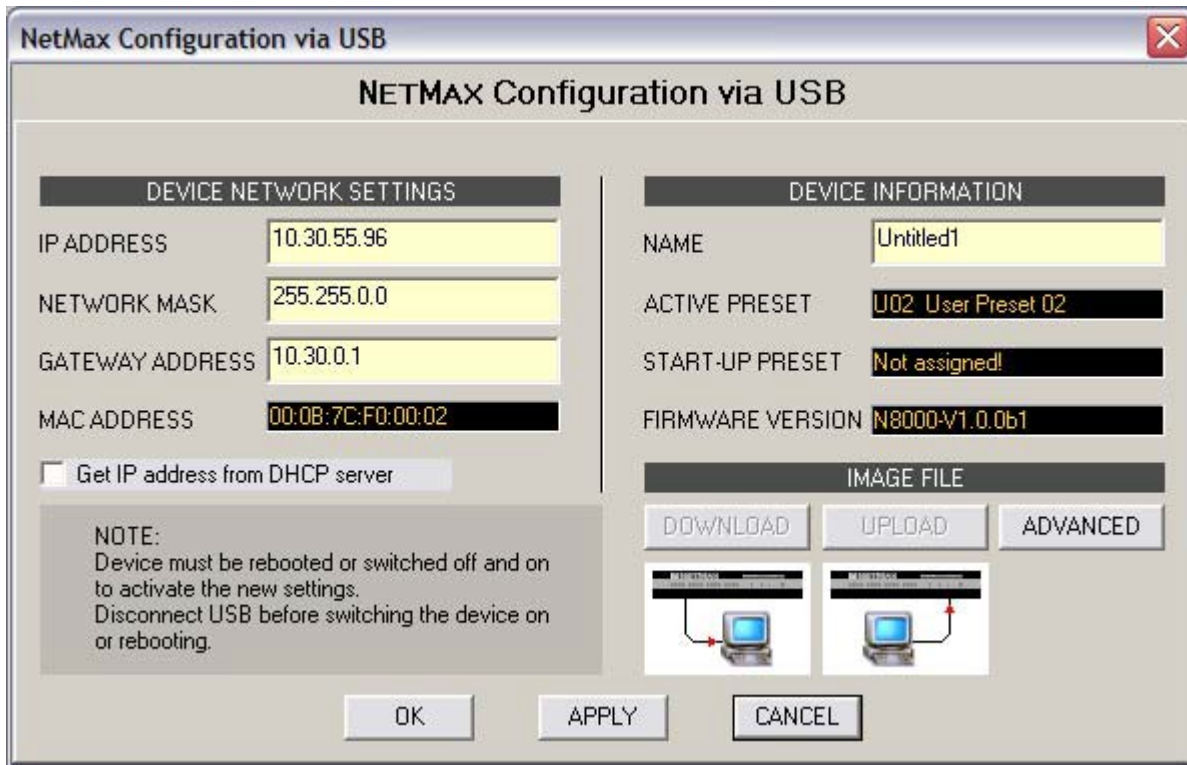 NetMax Configuration via USB
NETMAX Configuration via USB
DEVICE NETWORK SETTINGS
IP ADDRESS 10.30.55.96
NETWORK MASK 255.255.0.0
GATEWAY ADDRESS 10.30.0.1
MAC ADDRESS 00:0B:7C:F0:00:02
Get IP address from DHCP server
NOTE:
Device must be rebooted or switched off and on
to activate the new settings.
Disconnect USB before switching the device on
or rebooting.
DEVICE INFORMATION
NAME Untitled1
ACTIVE PRESET U02 User Preset 02
START-UP PRESET Not assigned!
FIRMWARE VERSION N8000-V1.0.0b1
IMAGE FILE
DOWNLOAD UPLOAD ADVANCED
OK APPLY CANCEL